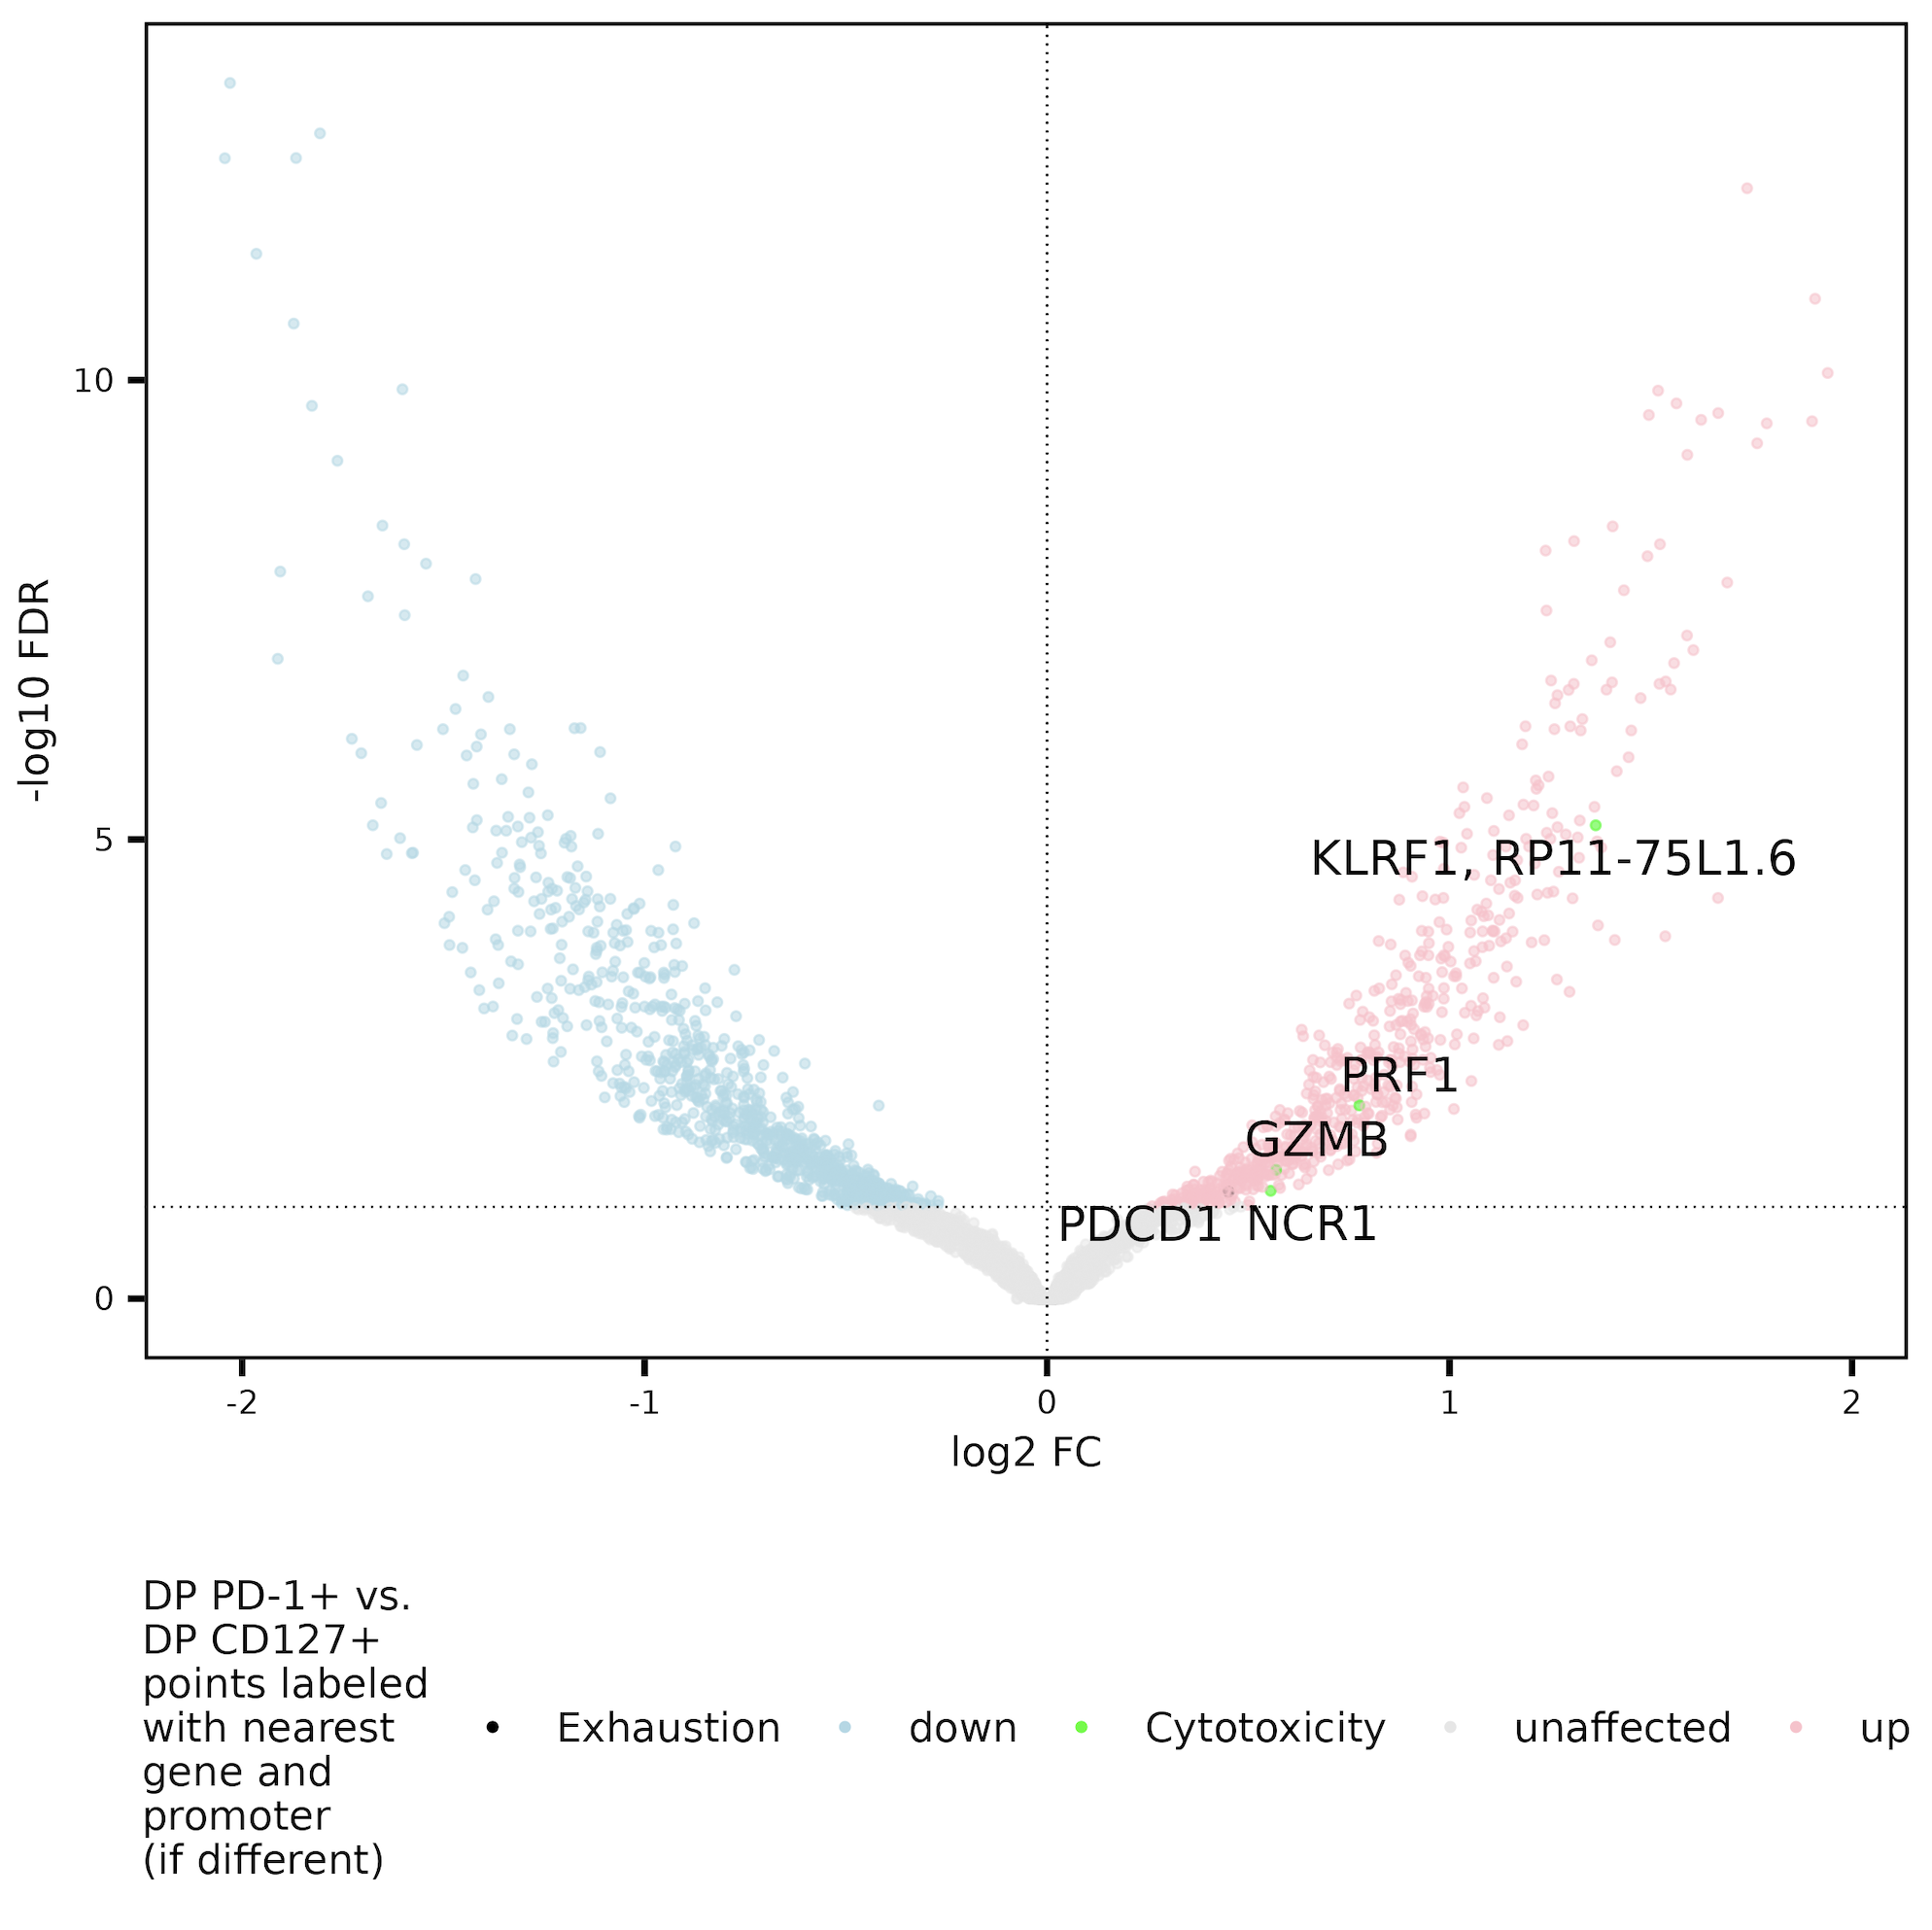 10
5
0
-log10 FDR
KLRF1, RP11-75L1.6
PRF1
GZMB
PDCD1
NCR1
-2
-1
0
1
2
log2 FC
DP PD-1+ vs.
DP CD127+
points labeled
with nearest
gene and
promoter
(if different)
Exhaustion
down
Cytotoxicity
unaffected
up